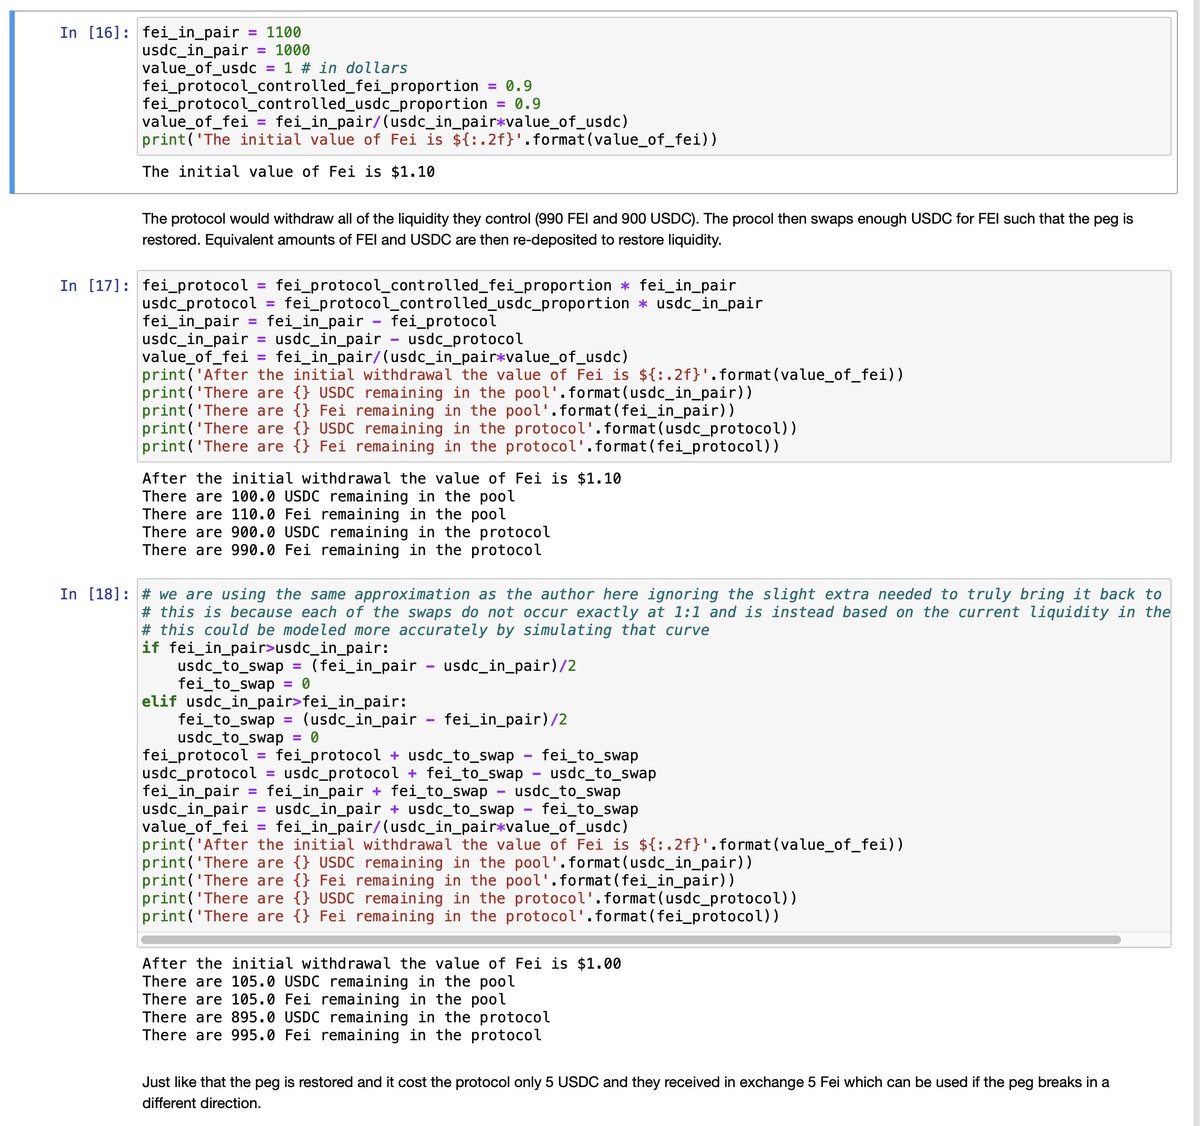 In [16]: fei_in_pair = 1100
usdc_in_pair = 1000
value_of_usdc = 1 # in dollars
fei_protocol_controlled_fei_proportion = 0.9
fei_protocol_controlled_usdc_proportion = 0.9
value_of_fei = fei_in_pair/(usdc_in_pair*value_of_usdc)
print('The initial value of Fei is ${:.2f}'.format(value_of_fei))
The initial value of Fei is $1.10
The protocol would withdraw all of the liquidity they control (990 FEI and 900 USDC). The procol then swaps enough USDC for FEI such that the peg is
restored. Equivalent amounts of FEI and USDC are then re-deposited to restore liquidity.
In [17]: fei_protocol = fei_protocol_controlled_fei_proportion * fei_in_pair
usdc_protocol = fei_protocol_controlled_usdc_proportion * usdc_in_pair
fei_in_pair = fei_in_pair - fei_protocol
usdc_in_pair = usdc_in_pair - usdc_protocol
value_of_fei = fei_in_pair/(usdc_in_pair*value_of_usdc)
print('After the initial withdrawal the value of Fei is ${:.2f}'.format(value_of_fei))
print('There are {} USDC remaining in the pool'.format(usdc_in_pair))
print('There are {} Fei remaining in the pool'.format(fei_in_pair))
print('There are {} USDC remaining in the protocol'.format(usdc_protocol))
print('There are {} Fei remaining in the protocol'.format(fei_protocol))
After the initial withdrawal the value of Fei is $1.10
There are 100.0 USDC remaining in the pool
There are 110.0 Fei remaining in the pool
There are 900.0 USDC remaining in the protocol
There are 990.0 Fei remaining in the protocol
In [18]: # we are using the same approximation as the author here ignoring the slight extra needed to truly bring it back to
# this is because each of the swaps do not occur exactly at 1:1 and is instead based on the current liquidity in the
# this could be modeled more accurately by simulating that curve
if fei_in_pair>usdc_in_pair:
    usdc_to_swap = (fei_in_pair - usdc_in_pair)/2
    fei_to_swap = 0
elif usdc_in_pair>fei_in_pair:
    fei_to_swap = (usdc_in_pair - fei_in_pair)/2
    usdc_to_swap = 0
fei_protocol = fei_protocol + usdc_to_swap - fei_to_swap
usdc_protocol = usdc_protocol + fei_to_swap - usdc_to_swap
fei_in_pair = fei_in_pair + fei_to_swap - usdc_to_swap
usdc_in_pair = usdc_in_pair + usdc_to_swap - fei_to_swap
value_of_fei = fei_in_pair/(usdc_in_pair*value_of_usdc)
print('After the initial withdrawal the value of Fei is ${:.2f}'.format(value_of_fei))
print('There are {} USDC remaining in the pool'.format(usdc_in_pair))
print('There are {} Fei remaining in the pool'.format(fei_in_pair))
print('There are {} USDC remaining in the protocol'.format(usdc_protocol))
print('There are {} Fei remaining in the protocol'.format(fei_protocol))
After the initial withdrawal the value of Fei is $1.00
There are 105.0 USDC remaining in the pool
There are 105.0 Fei remaining in the pool
There are 895.0 USDC remaining in the protocol
There are 995.0 Fei remaining in the protocol
Just like that the peg is restored and it cost the protocol only 5 USDC and they received in exchange 5 Fei which can be used if the peg breaks in a
different direction.